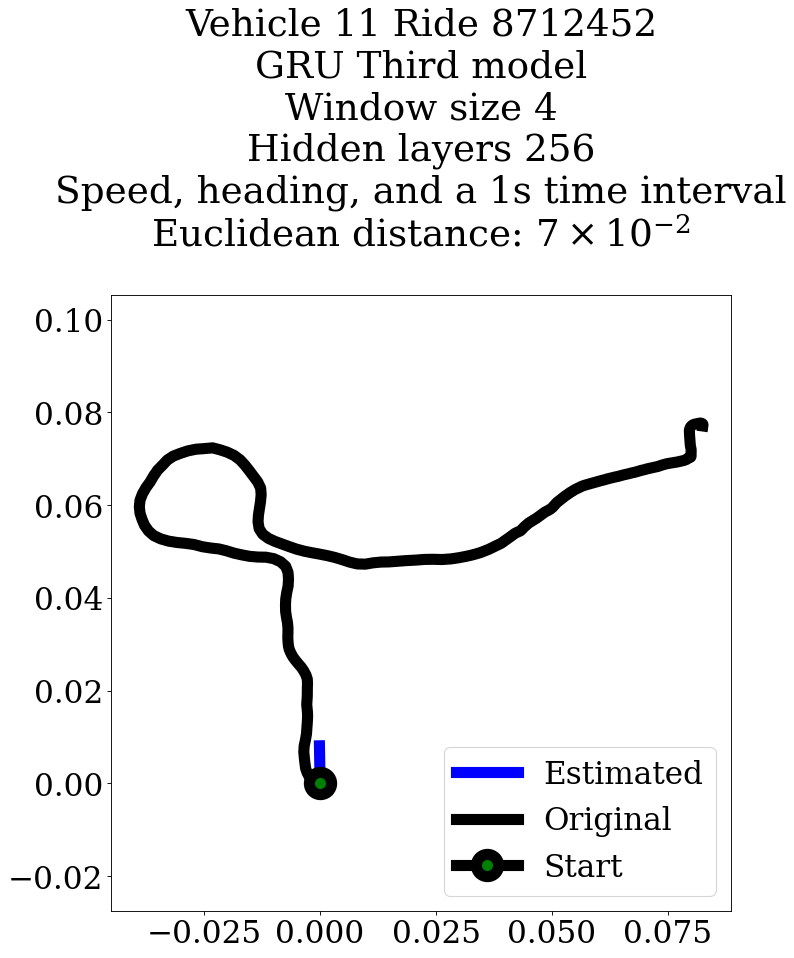 Vehicle 11 Ride 8712452
GRU Third model
Window size 4
Hidden layers 256
Speed, heading, and a 1s time interval
Euclidean distance: 7 × 10⁻²
0.10
0.08
0.06
0.04
0.02
0.00
−0.02
Estimated
Original
Start
−0.025 0.000 0.025 0.050 0.075